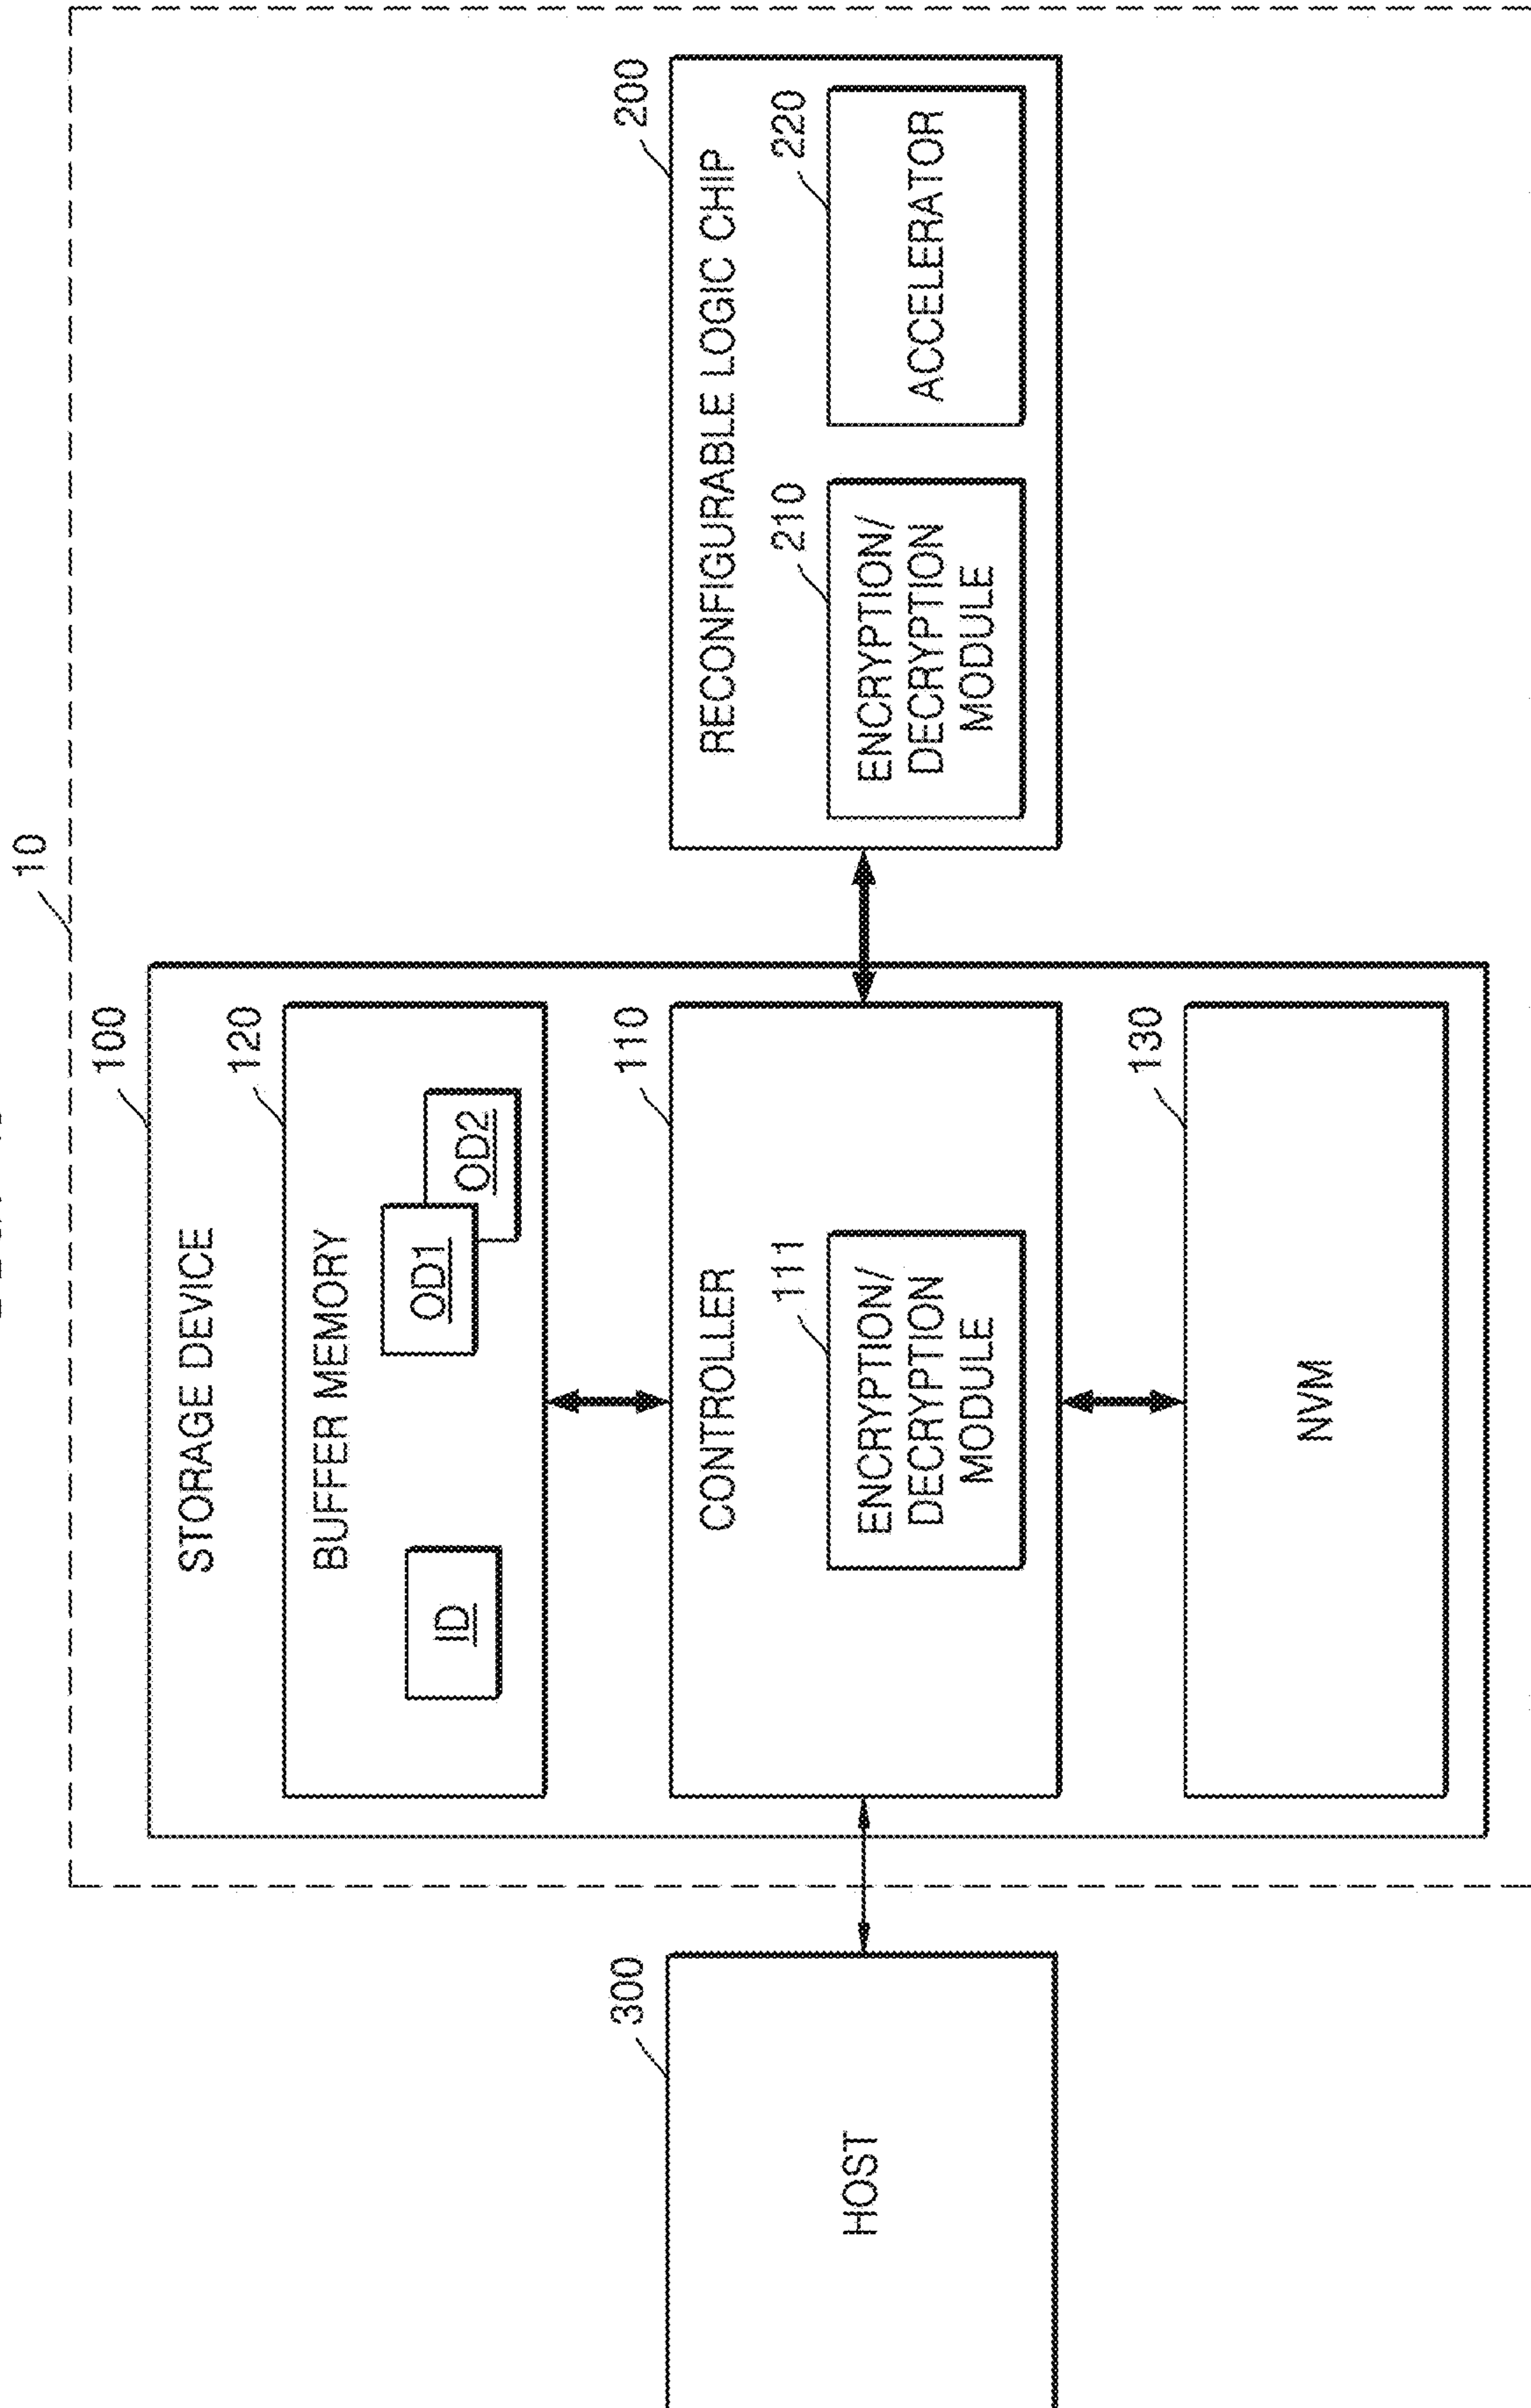 10
300
HOST
100
STORAGE DEVICE
120
BUFFER MEMORY
ID
OD1
OD2
110
CONTROLLER
111
ENCRYPTION/
DECRYPTION
MODULE
130
NVM
200
RECONFIGURABLE LOGIC CHIP
210
ENCRYPTION/
DECRYPTION
MODULE
220
ACCELERATOR